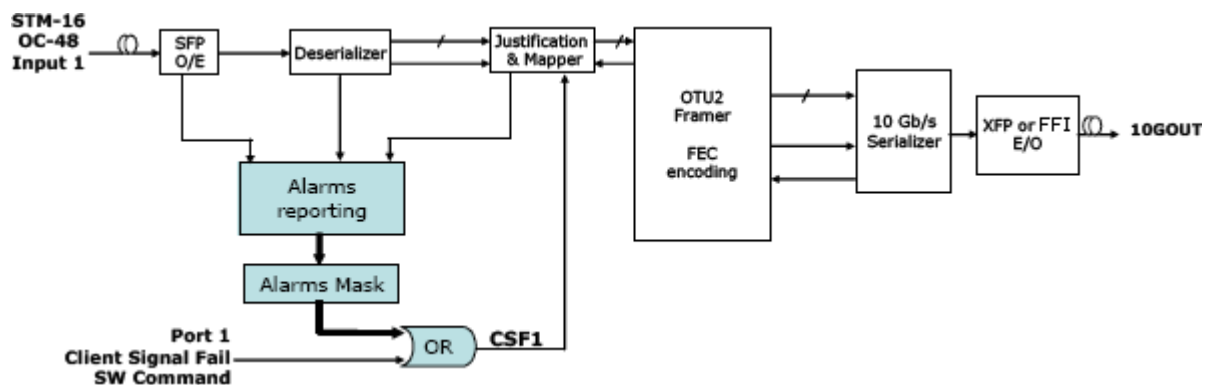 STM-16
OC-48
Input 1
SFP
O/E
Deserializer
Justification
& Mapper
OTU2
Framer
FEC
encoding
10 Gb/s
Serializer
XFP or FFI
E/O
10GOUT
Alarms
reporting
Alarms Mask
Port 1
Client Signal Fail
SW Command
OR
CSF1